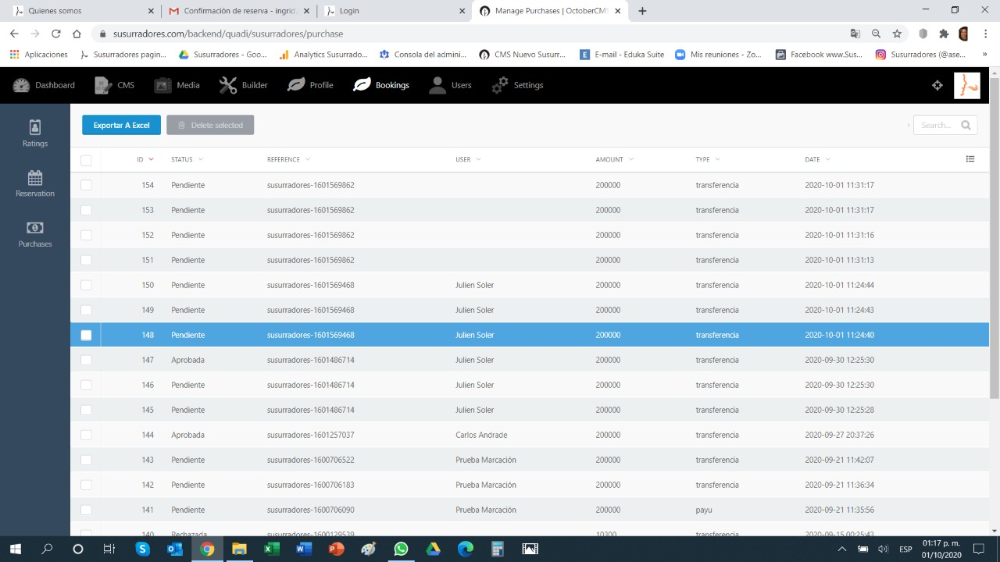 Quienes somos
Confirmación de reserva - ingrid.
Login
Manage Purchases | OctoberCMS
susurradores.com/backend/quadi/susurradores/purchase
Aplicaciones
Susurradores pagin...
Susurradores - Goo...
Analytics Susurrado...
Consola del admini...
CMS Nuevo Susurr...
E-mail - Eduka Suite
Mis reuniones - Zo...
Facebook www.Sus...
Susurradores (@ase...
»
Dashboard CMS Media Builder Profile Bookings Users Settings
Ratings
Reservation
Purchases
Exportar A Excel Delete selected Search...
ID STATUS REFERENCE USER AMOUNT TYPE DATE
154 Pendiente susurradores-1601569862 200000 transferencia 2020-10-01 11:31:17
153 Pendiente susurradores-1601569862 200000 transferencia 2020-10-01 11:31:17
152 Pendiente susurradores-1601569862 200000 transferencia 2020-10-01 11:31:16
151 Pendiente susurradores-1601569862 200000 transferencia 2020-10-01 11:31:13
150 Pendiente susurradores-1601569468 Julien Soler 200000 transferencia 2020-10-01 11:24:44
149 Pendiente susurradores-1601569468 Julien Soler 200000 transferencia 2020-10-01 11:24:43
148 Pendiente susurradores-1601569468 Julien Soler 200000 transferencia 2020-10-01 11:24:40
147 Aprobada susurradores-1601486714 Julien Soler 200000 transferencia 2020-09-30 12:25:30
146 Pendiente susurradores-1601486714 Julien Soler 200000 transferencia 2020-09-30 12:25:30
145 Pendiente susurradores-1601486714 Julien Soler 200000 transferencia 2020-09-30 12:25:28
144 Aprobada susurradores-1601257037 Carlos Andrade 200000 transferencia 2020-09-27 20:37:26
143 Pendiente susurradores-1600706522 Prueba Marcación 200000 transferencia 2020-09-21 11:42:07
142 Pendiente susurradores-1600706183 Prueba Marcación 200000 transferencia 2020-09-21 11:36:34
141 Pendiente susurradores-1600706090 Prueba Marcación 200000 payu 2020-09-21 11:35:56
140 Rechazada susurradores-1600129539 10300 transferencia 2020-09-15 00:25:43
ESP
01:17 p. m.
01/10/2020